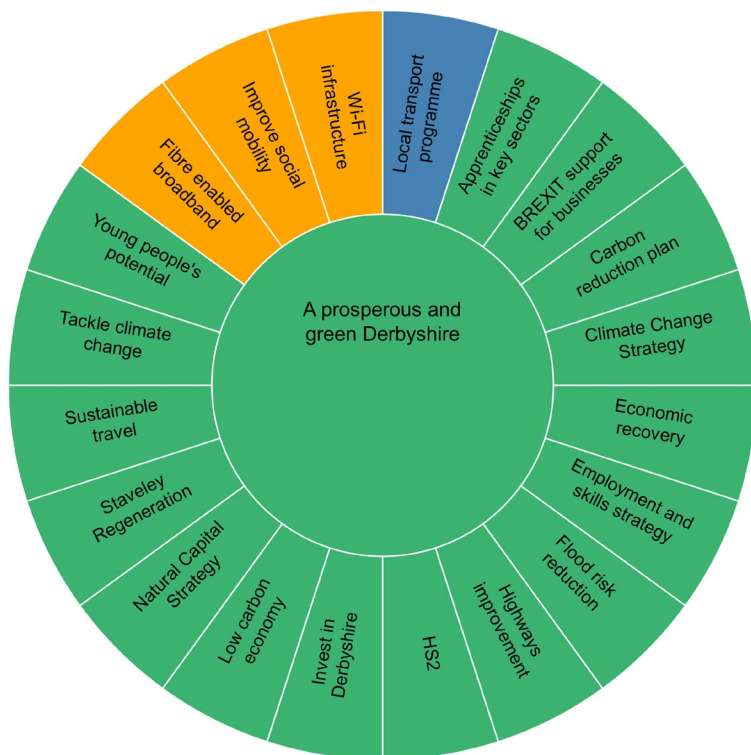 A prosperous and
green Derbyshire
Local transport
programme
Apprenticeships
in key sectors
BREXIT support
for businesses
Carbon
reduction plan
Climate Change
Strategy
Economic
recovery
Employment and
skills strategy
Flood risk
reduction
Highways
improvement
HS2
Invest in
Derbyshire
Low carbon
economy
Natural Capital
Strategy
Staveley
Regeneration
Sustainable
travel
Tackle climate
change
Young people's
potential
Fibre enabled
broadband
Improve social
mobility
Wi-Fi
infrastructure